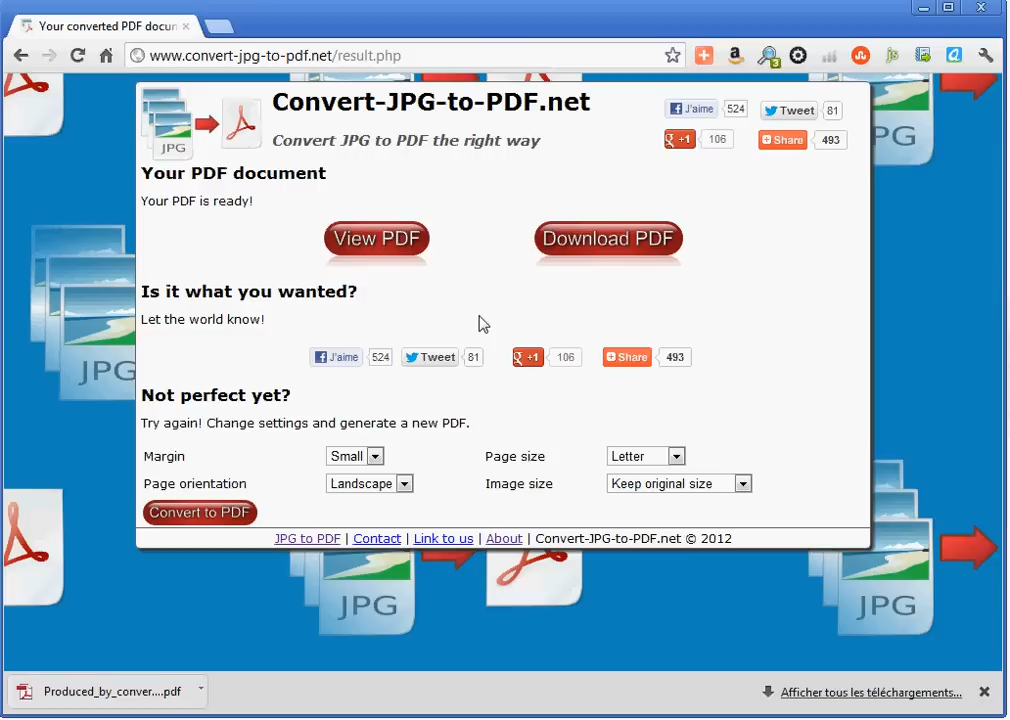 Your converted PDF docun
www.convert-jpg-to-pdf.net/result.php
3
js
a
JPG
Convert-JPG-to-PDF.net
Convert JPG to PDF the right way
J'aime 524 Tweet 81
+1 106 Share 493
Your PDF document
Your PDF is ready!
View PDF Download PDF
Is it what you wanted?
Let the world know!
J'aime 524 Tweet 81 +1 106 Share 493
Not perfect yet?
Try again! Change settings and generate a new PDF.
Margin Small Page size Letter
Page orientation Landscape Image size Keep original size
Convert to PDF
JPG to PDF | Contact | Link to us | About | Convert-JPG-to-PDF.net © 2012
JPG
JPG
JPG
Produced_by_conver....pdf
Afficher tous les téléchargements...